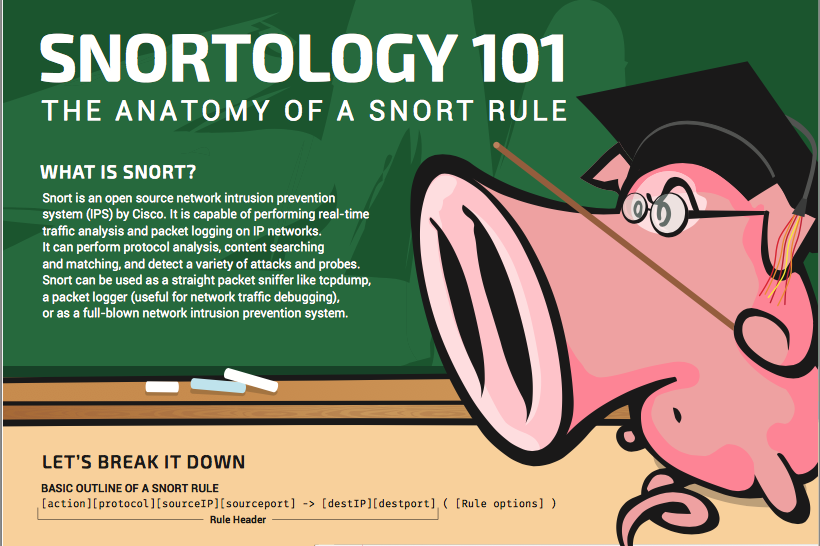 SNORTOLOGY 101
THE ANATOMY OF A SNORT RULE
WHAT IS SNORT?
Snort is an open source network intrusion prevention
system (IPS) by Cisco. It is capable of performing real-time
traffic analysis and packet logging on IP networks.
It can perform protocol analysis, content searching
and matching, and detect a variety of attacks and probes.
Snort can be used as a straight packet sniffer like tcpdump,
a packet logger (useful for network traffic debugging),
or as a full-blown network intrusion prevention system.
LET'S BREAK IT DOWN
BASIC OUTLINE OF A SNORT RULE
[action][protocol][sourceIP][sourceport] -> [destIP][destport] ( [Rule options] )
Rule Header